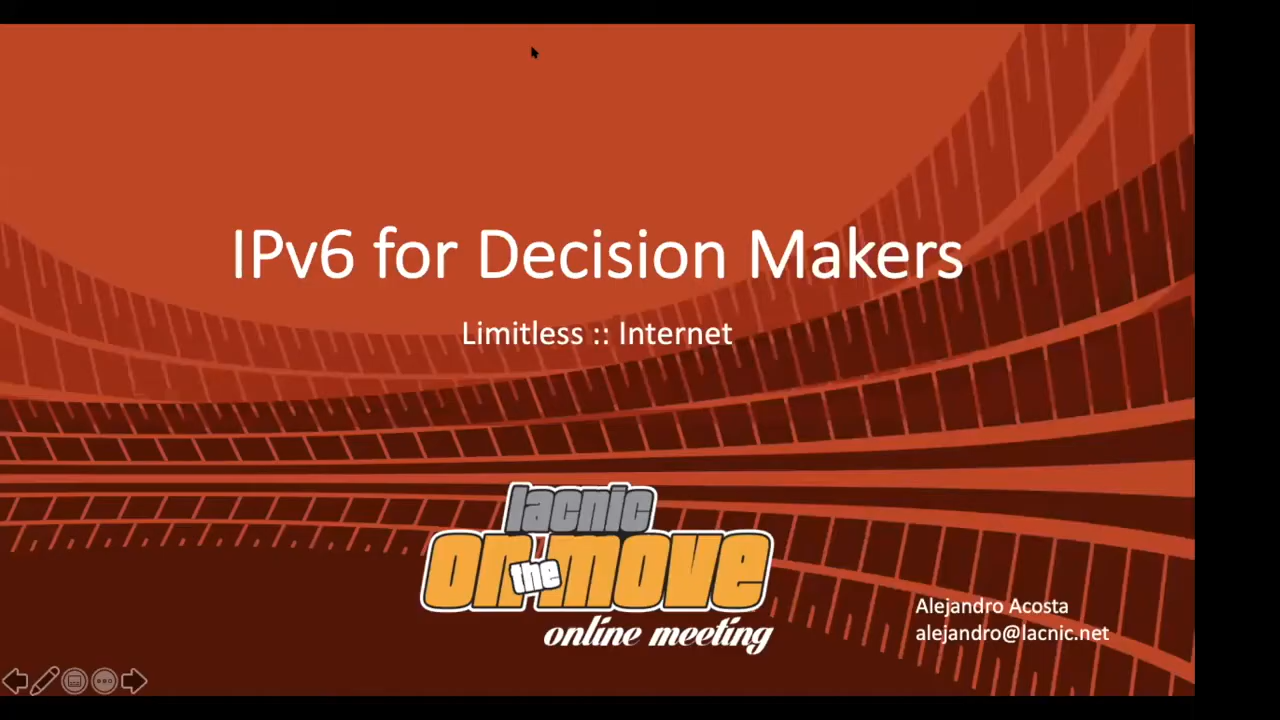 IPv6 for Decision Makers
Limitless :: Internet
lacnic
on the move
online meeting
Alejandro Acosta
alejandro@lacnic.net